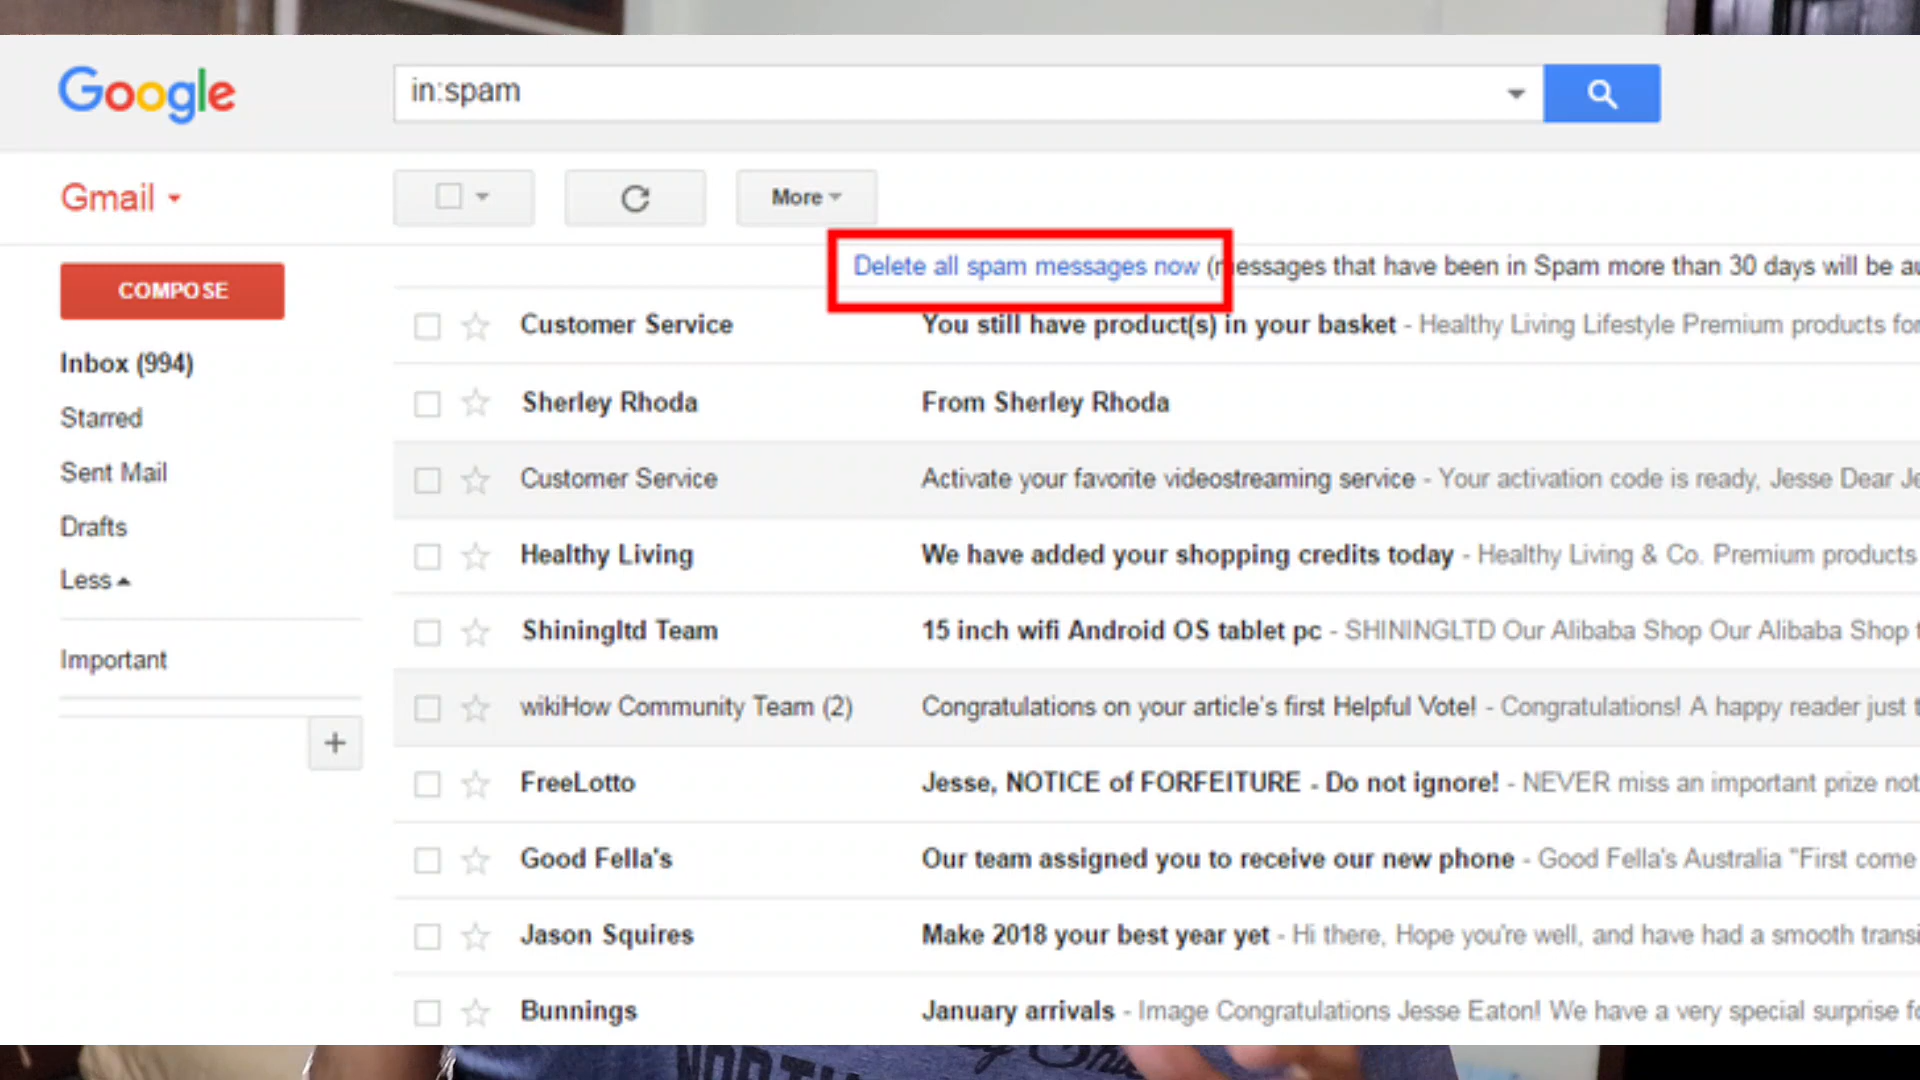 Google
in:spam
Gmail
More
Delete all spam messages now (messages that have been in Spam more than 30 days will be
COMPOSE
Customer Service You still have product(s) in your basket - Healthy Living Lifestyle Premium products for
Inbox (994)
Sherley Rhoda From Sherley Rhoda
Starred
Sent Mail
Customer Service Activate your favorite videostreaming service - Your activation code is ready, Jesse Dear
Drafts
Healthy Living We have added your shopping credits today - Healthy Living & Co. Premium products
Less
Shiningltd Team 15 inch wifi Android OS tablet pc - SHININGLTD Our Alibaba Shop Our Alibaba Shop
Important
wikiHow Community Team (2) Congratulations on your article's first Helpful Vote! - Congratulations! A happy reader just
+
FreeLotto Jesse, NOTICE of FORFEITURE - Do not ignore! - NEVER miss an important prize
Good Fella's Our team assigned you to receive our new phone - Good Fella's Australia "First come
Jason Squires Make 2018 your best year yet - Hi there, Hope you're well, and have had a smooth
Bunnings January arrivals - Image Congratulations Jesse Eaton! We have a very special surprise